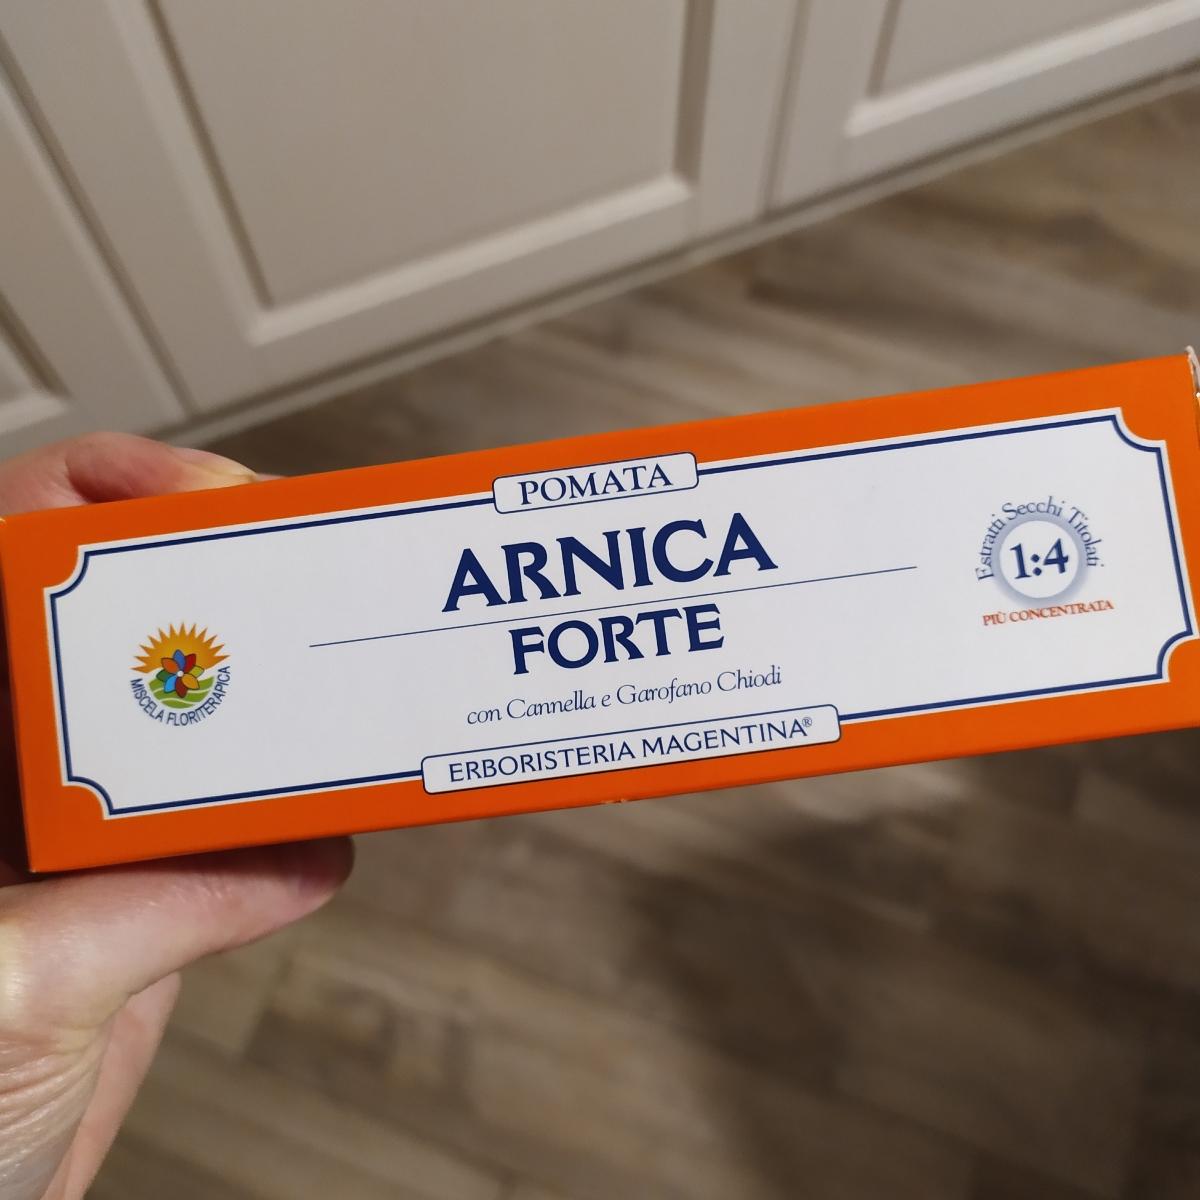 POMATA
ARNICA
FORTE
con Cannella e Garofano Chiodi
ERBORISTERIA MAGENTINA®
MISCELA FLORITERAPICA
Estratti Secchi Titolati
1:4
PIÙ CONCENTRATA